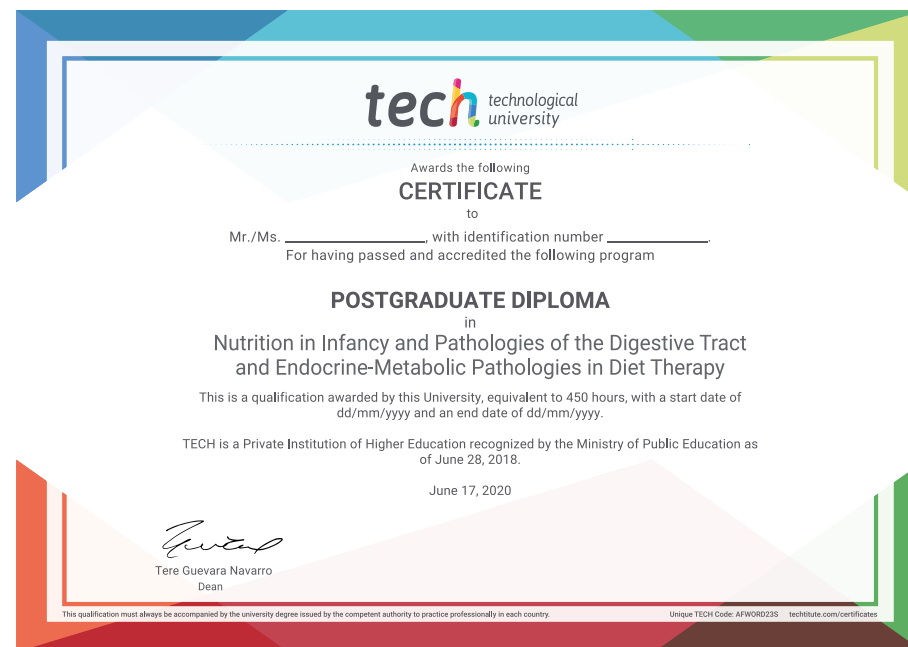 tech technological
university
Awards the following
CERTIFICATE
to
Mr./Ms. ____________________, with identification number ______________.
For having passed and accredited the following program
POSTGRADUATE DIPLOMA
in
Nutrition in Infancy and Pathologies of the Digestive Tract
and Endocrine-Metabolic Pathologies in Diet Therapy
This is a qualification awarded by this University, equivalent to 450 hours, with a start date of
dd/mm/yyyy and an end date of dd/mm/yyyy.
TECH is a Private Institution of Higher Education recognized by the Ministry of Public Education as
of June 28, 2018.
June 17, 2020
Tere Guevara Navarro
Dean
This qualification must always be accompanied by the university degree issued by the competent authority to practice professionally in each country. Unique TECH Code: AFWORD23S techtitute.com/certificates